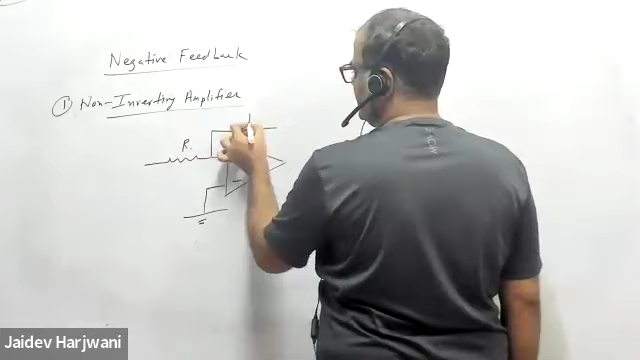 Negative Feedback
① Non-Inverting Amplifier
R.
Jaidev Harjwani